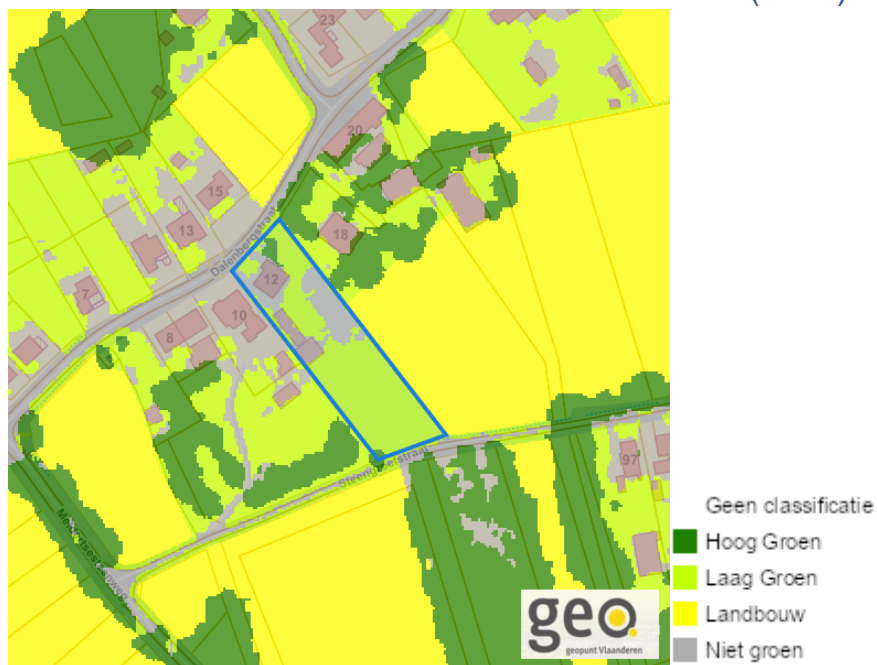 23
20
15
13
18
Dalenbergstraat
12
7
10
8
Steengroefstraat
97
Geen classificatie
Hoog Groen
Laag Groen
Landbouw
Niet groen
geo
geopunt Vlaanderen